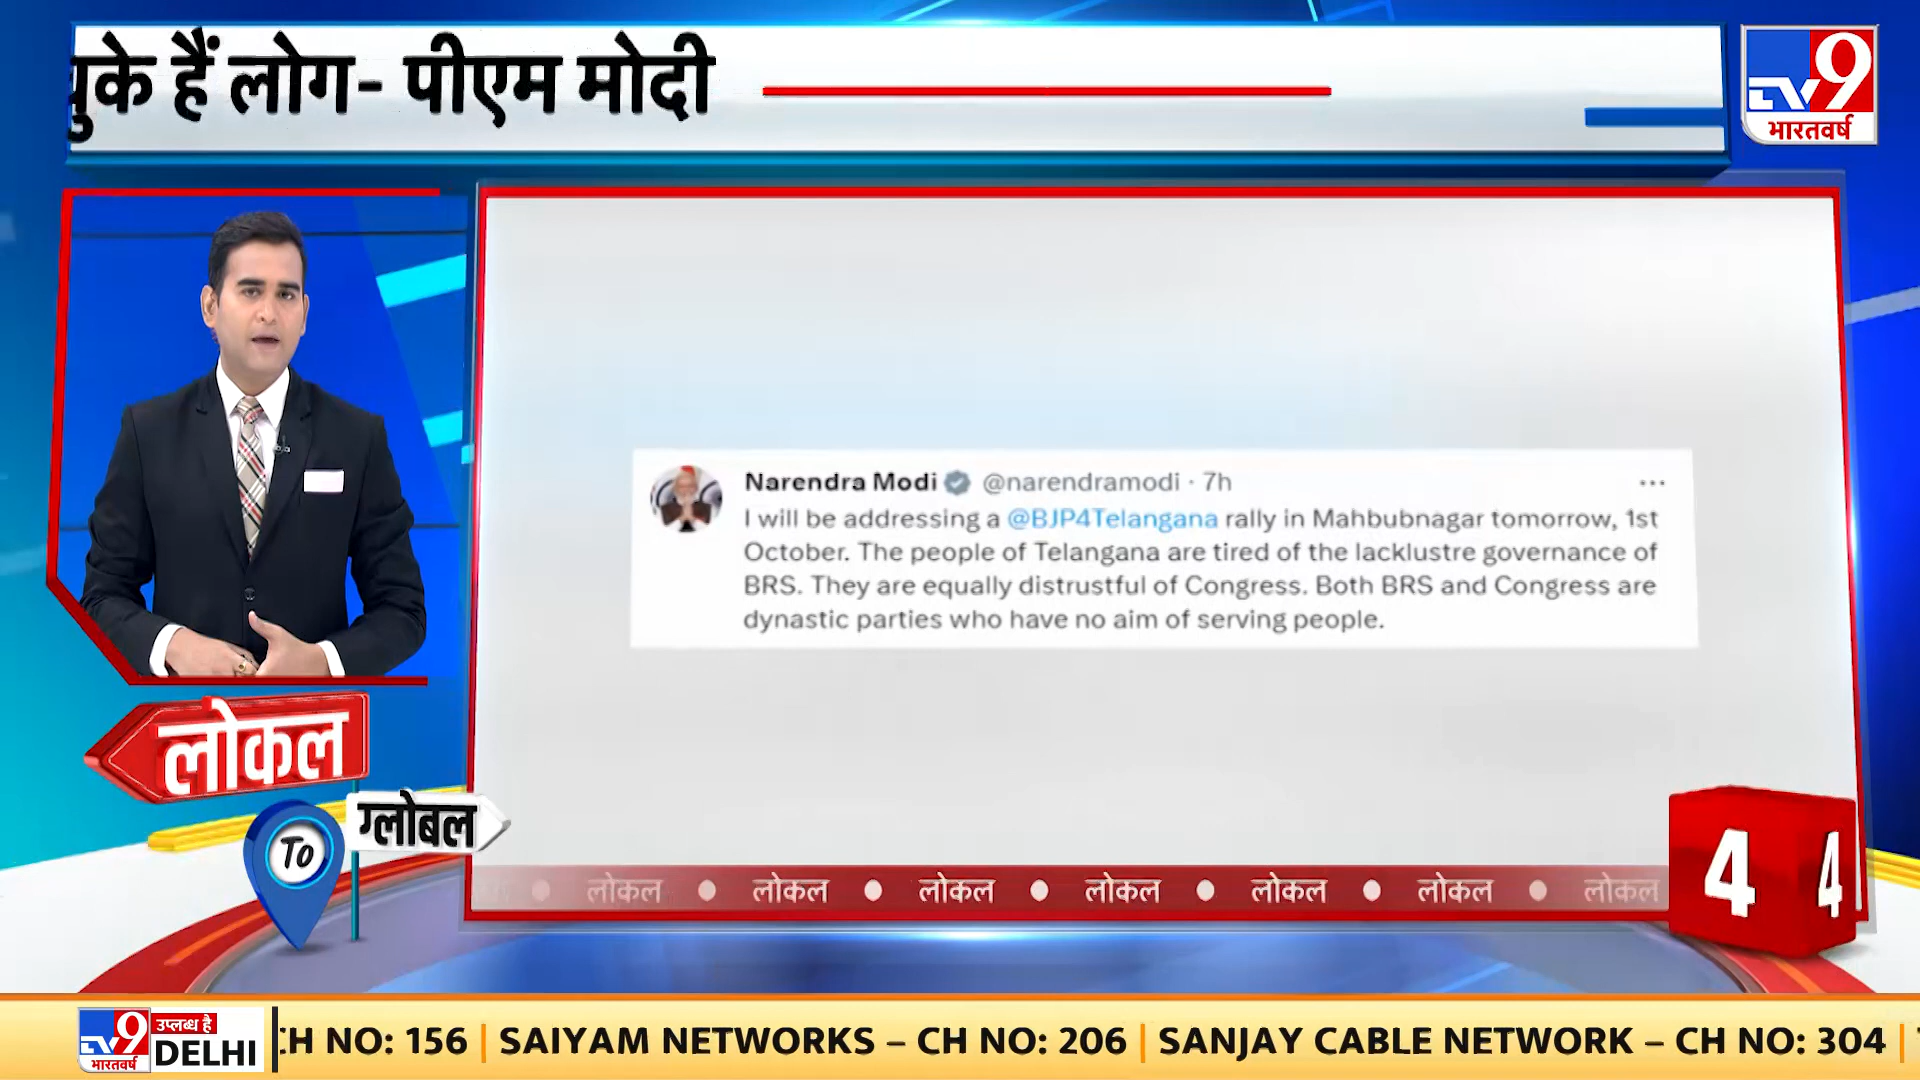 चुके हैं लोग- पीएम मोदी
TV9
भारतवर्ष
Narendra Modi @narendramodi · 7h
I will be addressing a @BJP4Telangana rally in Mahbubnagar tomorrow, 1st
October. The people of Telangana are tired of the lacklustre governance of
BRS. They are equally distrustful of Congress. Both BRS and Congress are
dynastic parties who have no aim of serving people.
लोकल
To
ग्लोबल
लोकल • लोकल • लोकल • लोकल • लोकल • लोकल • लोकल
4 4
TV9
भारतवर्ष
उपलब्ध है
DELHI
CH NO: 156 | SAIYAM NETWORKS – CH NO: 206 | SANJAY CABLE NETWORK – CH NO: 304 |